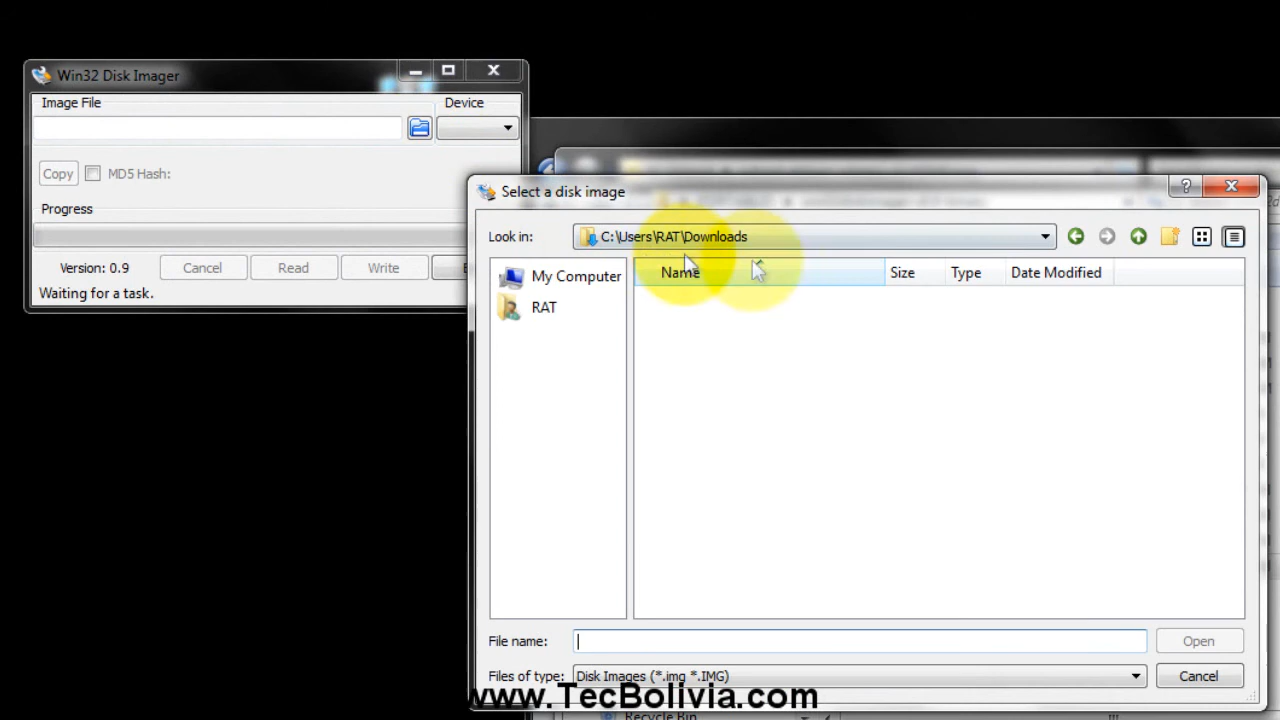 Win32 Disk Imager
Image File
Device
Copy
MD5 Hash:
Progress
Version: 0.9
Cancel
Read
Write
Waiting for a task.
Select a disk image
Look in:
C:\Users\RAT\Downloads
My Computer
RAT
Name
Size
Type
Date Modified
File name:
Open
Files of type:
Disk Images (*.img *.IMG)
Cancel
www.TecBolivia.com
Recycle Bin